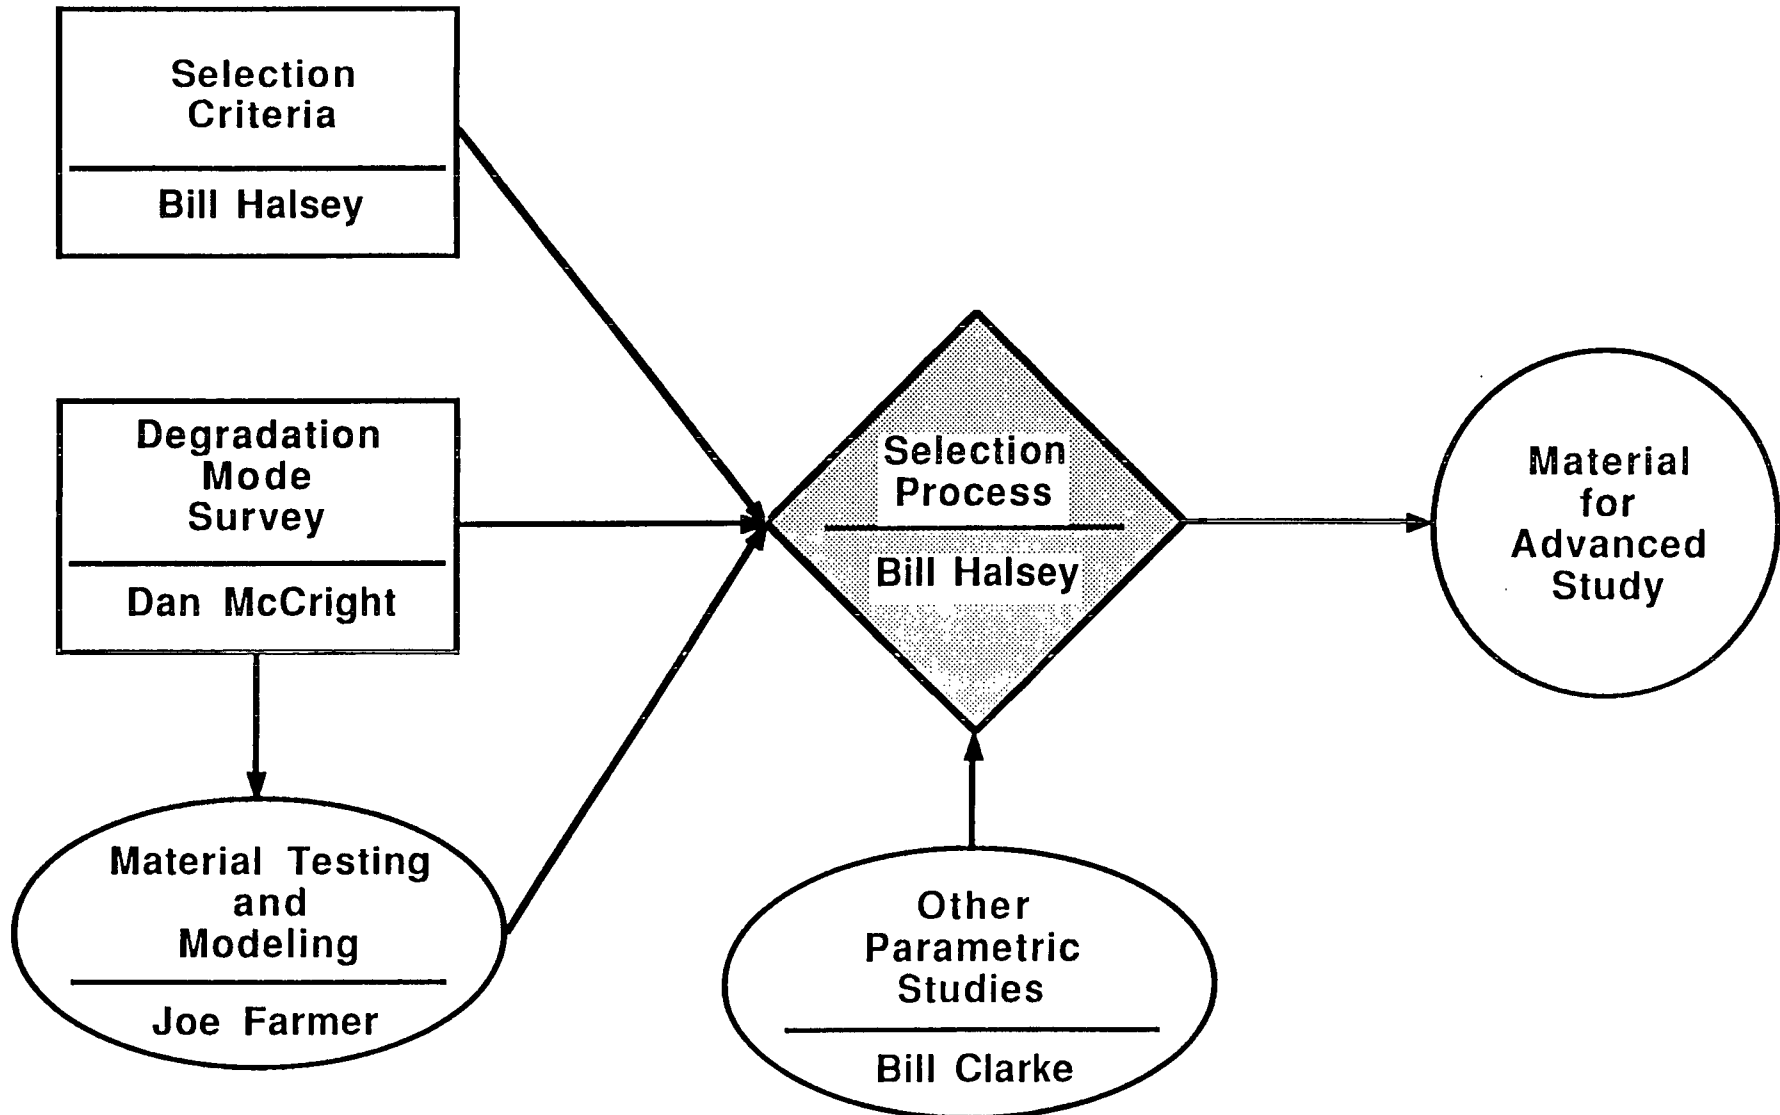 Selection
Criteria
Bill Halsey
Degradation
Mode
Survey
Dan McCright
Material Testing
and
Modeling
Joe Farmer
Selection
Process
Bill Halsey
Other
Parametric
Studies
Bill Clarke
Material
for
Advanced
Study